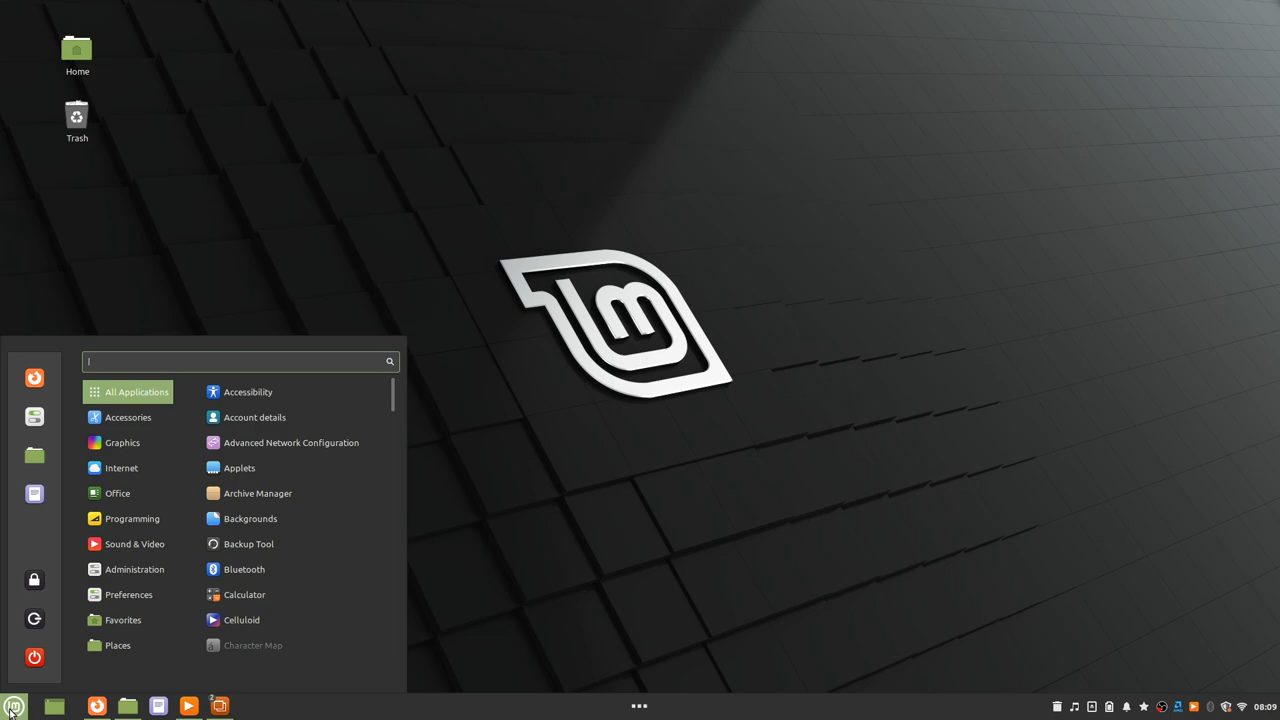 Home
Trash
All Applications
Accessories
Graphics
Internet
Office
Programming
Sound & Video
Administration
Preferences
Favorites
Places
Accessibility
Account details
Advanced Network Configuration
Applets
Archive Manager
Backgrounds
Backup Tool
Bluetooth
Calculator
Celluloid
Character Map
2
08:09